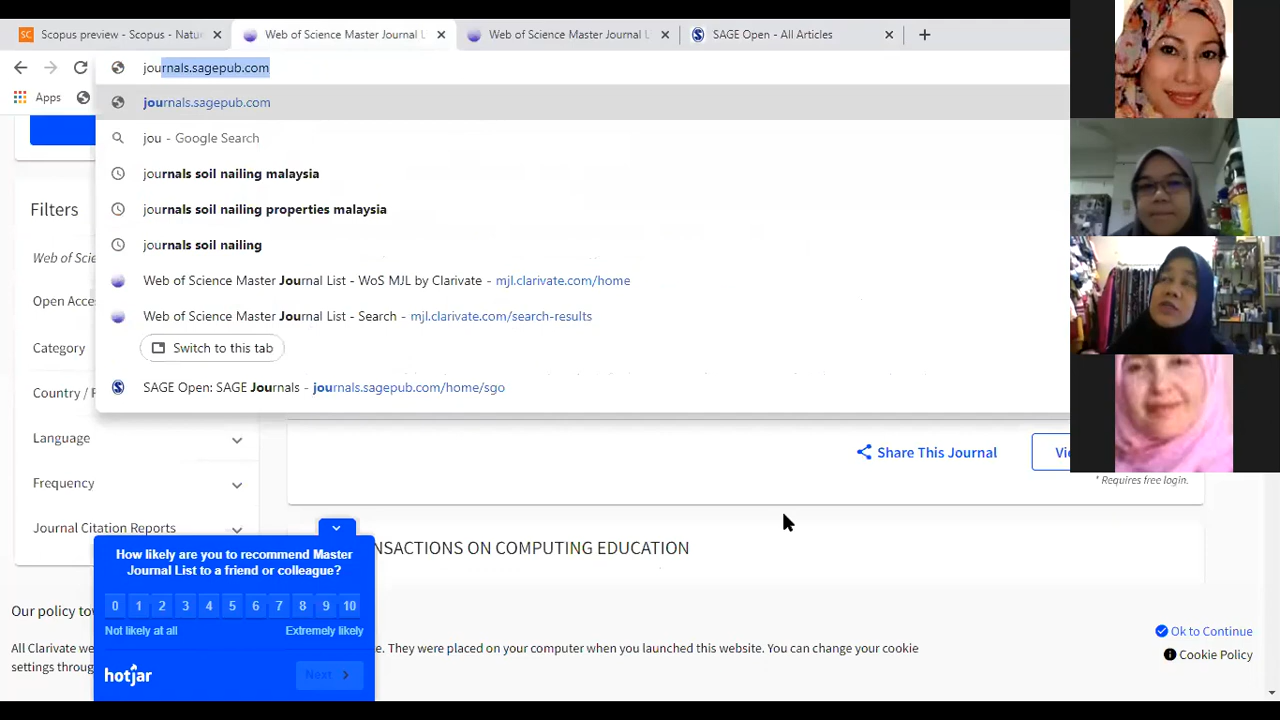 Scopus preview - Scopus - Natu
Web of Science Master Journal L
Web of Science Master Journal L
SAGE Open - All Articles
journals.sagepub.com
Apps
journals.sagepub.com
jou - Google Search
journals soil nailing malaysia
journals soil nailing properties malaysia
journals soil nailing
Web of Science Master Journal List - WoS MJL by Clarivate - mjl.clarivate.com/home
Web of Science Master Journal List - Search - mjl.clarivate.com/search-results
Switch to this tab
SAGE Open: SAGE Journals - journals.sagepub.com/home/sgo
Filters
Web of Scie
Open Acces
Category
Country / R
Language
Frequency
Journal Citation Reports
Share This Journal
Vie
* Requires free login.
NSACTIONS ON COMPUTING EDUCATION
How likely are you to recommend Master
Journal List to a friend or colleague?
0 1 2 3 4 5 6 7 8 9 10
Not likely at all
Extremely likely
hotjar
Next
Our policy tow
All Clarivate we
e. They were placed on your computer when you launched this website. You can change your cookie
settings throug
Ok to Continue
Cookie Policy